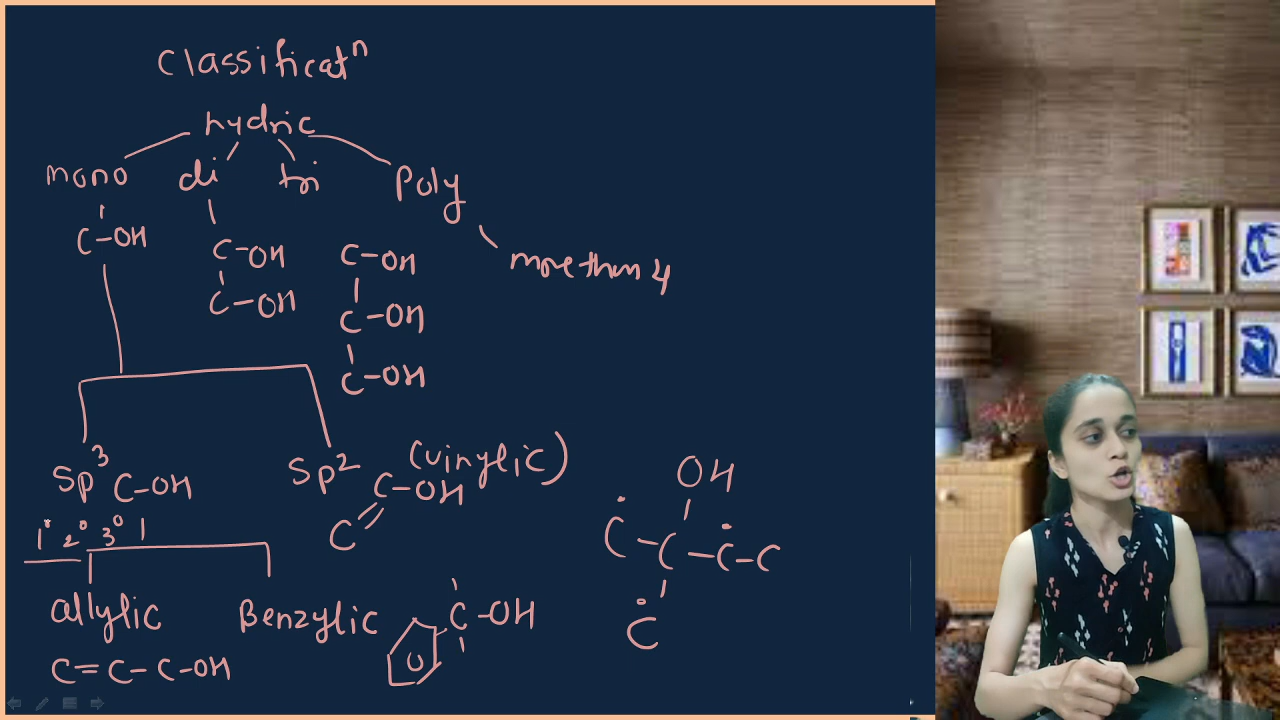 Classificatⁿ
hydric
mono di tri Poly
C-OH
C-OH
C-OH
C-OH
C-OH
C-OH
more than 4
Sp³ C-OH
1° 2° 3°
Sp² C-OH (vinylic)
C
allylic Benzylic
C=C-C-OH
C-OH
OH
C-C-C-C
C